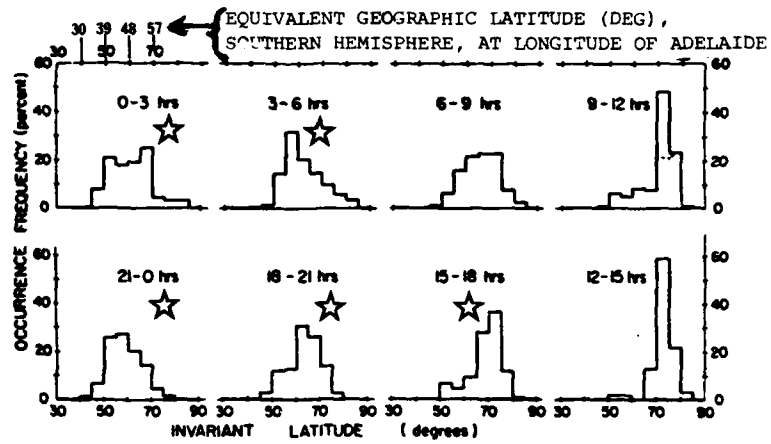 EQUIVALENT GEOGRAPHIC LATITUDE (DEG),
SOUTHERN HEMISPHERE, AT LONGITUDE OF ADELAIDE
30 39 48 57
30 50 70
60 60
0-3 hrs 3-6 hrs 6-9 hrs 9-12 hrs
40 40
20 20
0 0
OCCURRENCE FREQUENCY (percent)
60 60
21-0 hrs 18-21 hrs 15-18 hrs 12-15 hrs
40 40
20 20
0
30 50 70 90 30 50 70 90 30 50 70 90 30 50 70 90
INVARIANT LATITUDE (degrees)